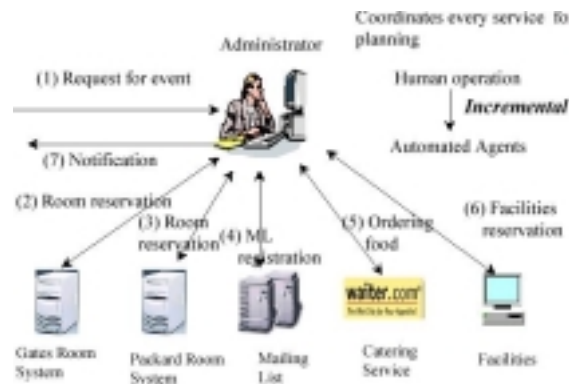 Coordinates every service fo
planning
Administrator
(1) Request for event
Human operation
Incremental
Automated Agents
(7) Notification
(2) Room reservation
(3) Room
reservation
(4) ML
registration
(5) Ordering
food
(6) Facilities
reservation
waiter.com
Gates Room
System
Packard Room
System
Mailing
List
Catering
Service
Facilities